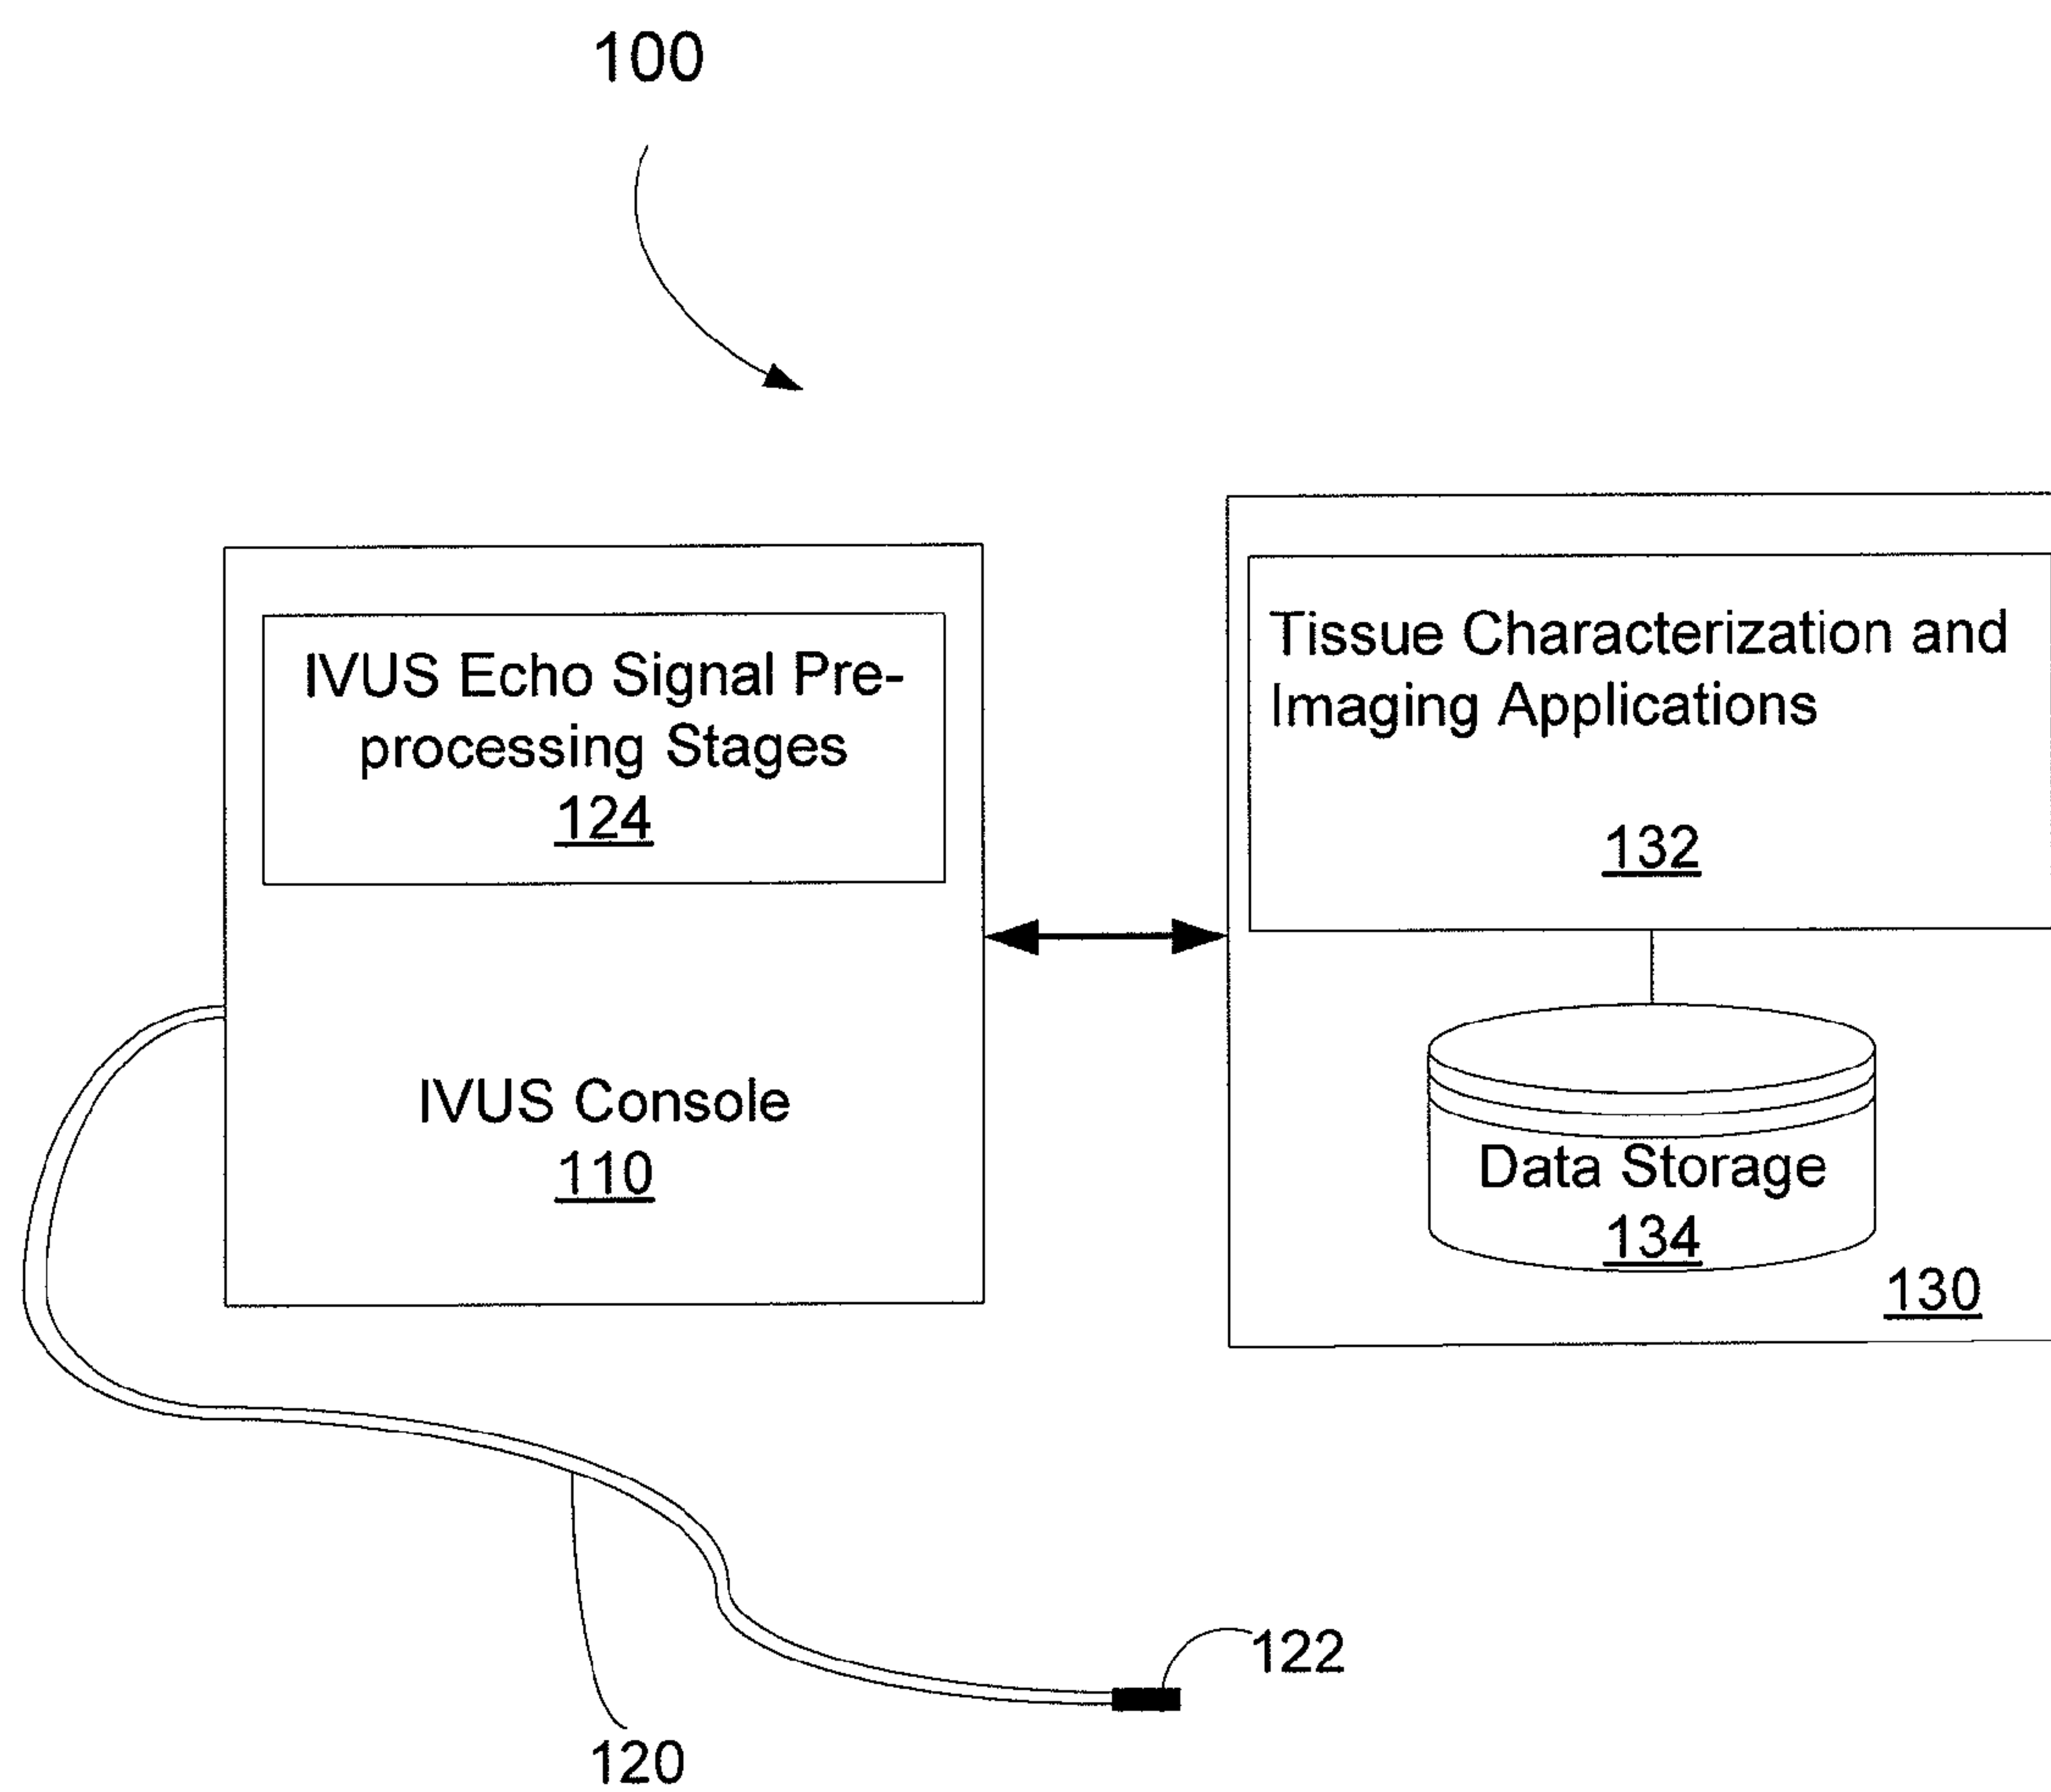 100
IVUS Echo Signal Pre-
processing Stages
124
IVUS Console
110
Tissue Characterization and
Imaging Applications
132
Data Storage
134
130
122
120